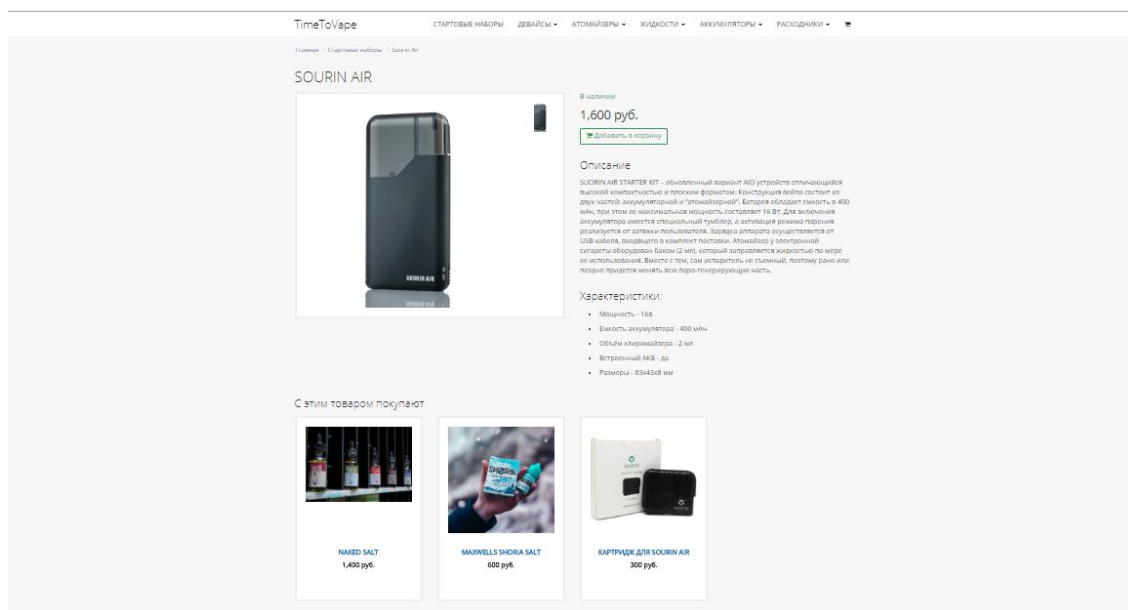 TimeToVape
СТАРТОВЫЕ НАБОРЫ ДЕВАЙСЫ АТОМАЙЗЕРЫ ЖИДКОСТИ АККУМУЛЯТОРЫ РАСХОДНИКИ
Главная / Стартовые наборы / Sourin Air
SOURIN AIR
В наличии
1,600 руб.
Добавить в корзину
Описание
SUORIN AIR STARTER KIT – обновленный вариант AIO устройств отличающийся
высокой компактностью и плоским форматом. Конструкция вейпа состоит из
двух частей: аккумуляторной и "атомайзерной". Батарея обладает емкость в 400
мАч, при этом ее максимальная мощность составляет 16 Вт. Для включения
аккумулятора имеется специальный тумблер, а активация режима парения
реализуется от затяжки пользователя. Зарядка аппарата осуществляется от
USB-кабеля, входящего в комплект поставки. Атомайзер у электронной
сигареты оборудован баком (2 мл), который заправляется жидкостью по мере
ее использования. Вместе с тем, сам испаритель не съемный, поэтому рано или
поздно придется менять всю паро-генерирующую часть.
Характеристики:
Мощность - 16в
Емкость аккумулятора - 400 мАч
Объём клиромайзера - 2 мл
Встроенный АКБ - да
Размеры - 83х43х8 мм
SUORIN AIR
С этим товаром покупают
SHØRIA
NAKED SALT
1,400 руб.
MAXWELLS SHORIA SALT
600 руб.
КАРТРИДЖ ДЛЯ SOURIN AIR
300 руб.